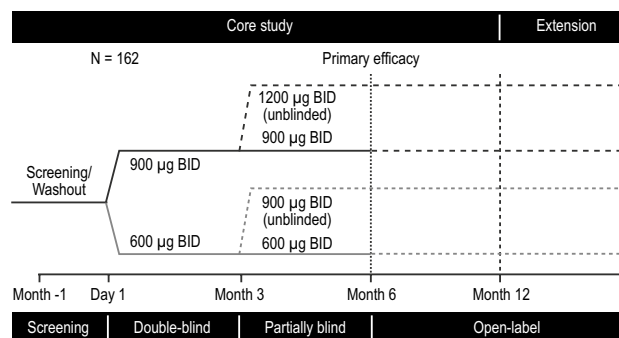 Core study
Extension
N = 162
Primary efficacy
1200 µg BID
(unblinded)
900 µg BID
Screening/
Washout
900 µg BID
900 µg BID
(unblinded)
600 µg BID
600 µg BID
Month -1
Day 1
Month 3
Month 6
Month 12
Screening
Double-blind
Partially blind
Open-label